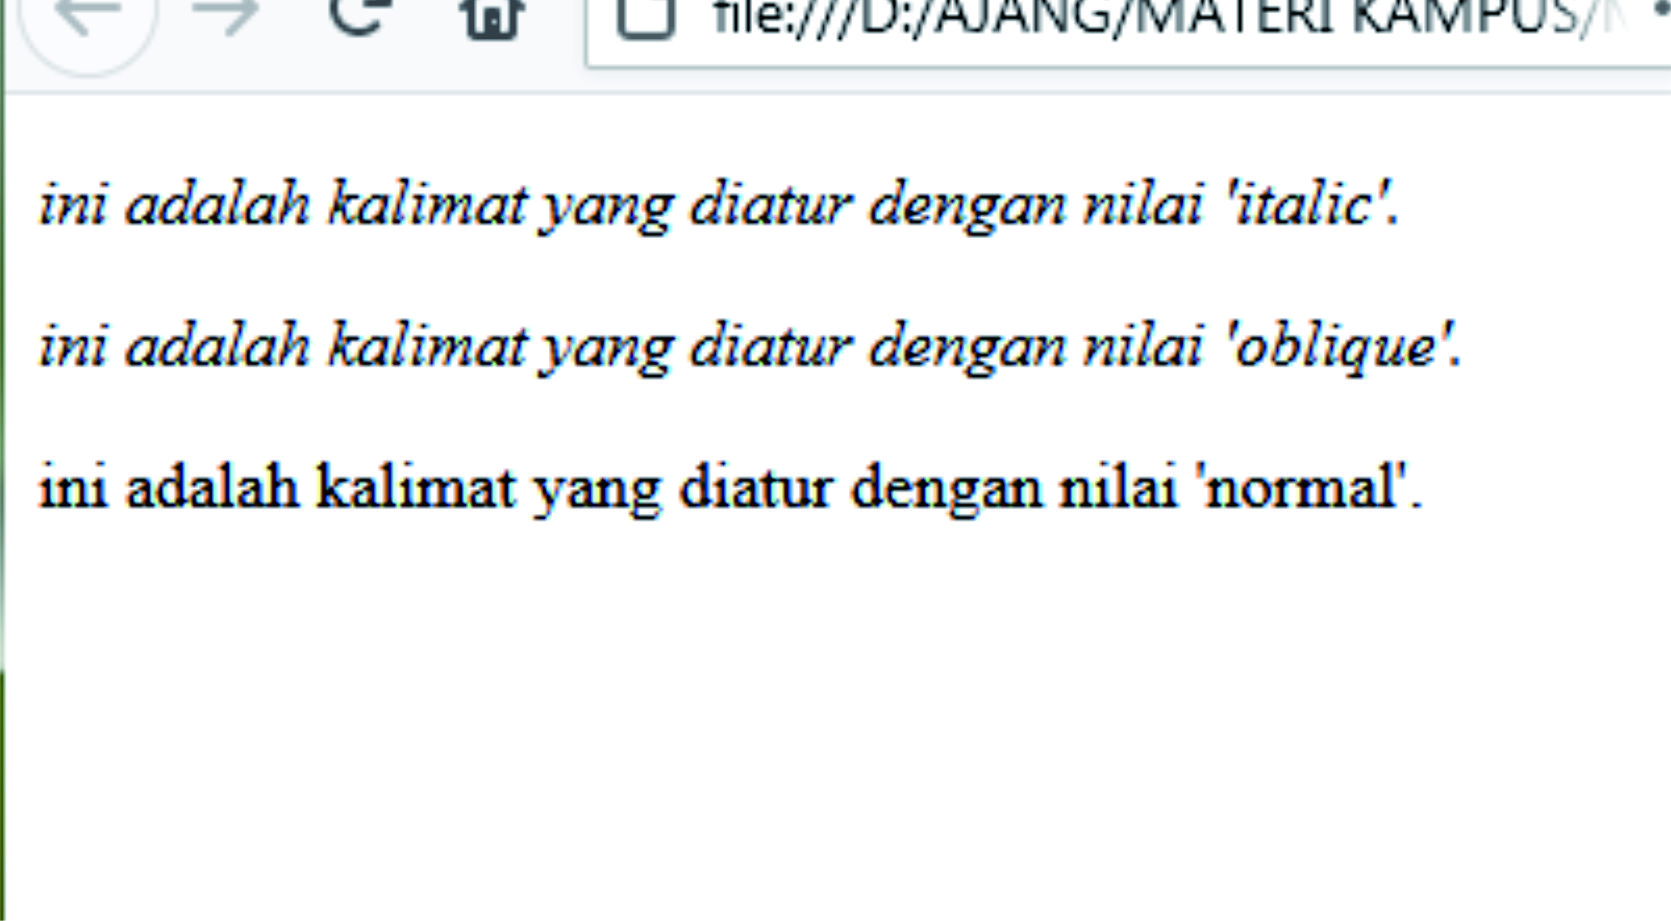 file:///D:/AJANG/MATERI KAMPUS/
ini adalah kalimat yang diatur dengan nilai 'italic'.
ini adalah kalimat yang diatur dengan nilai 'oblique'.
ini adalah kalimat yang diatur dengan nilai 'normal'.